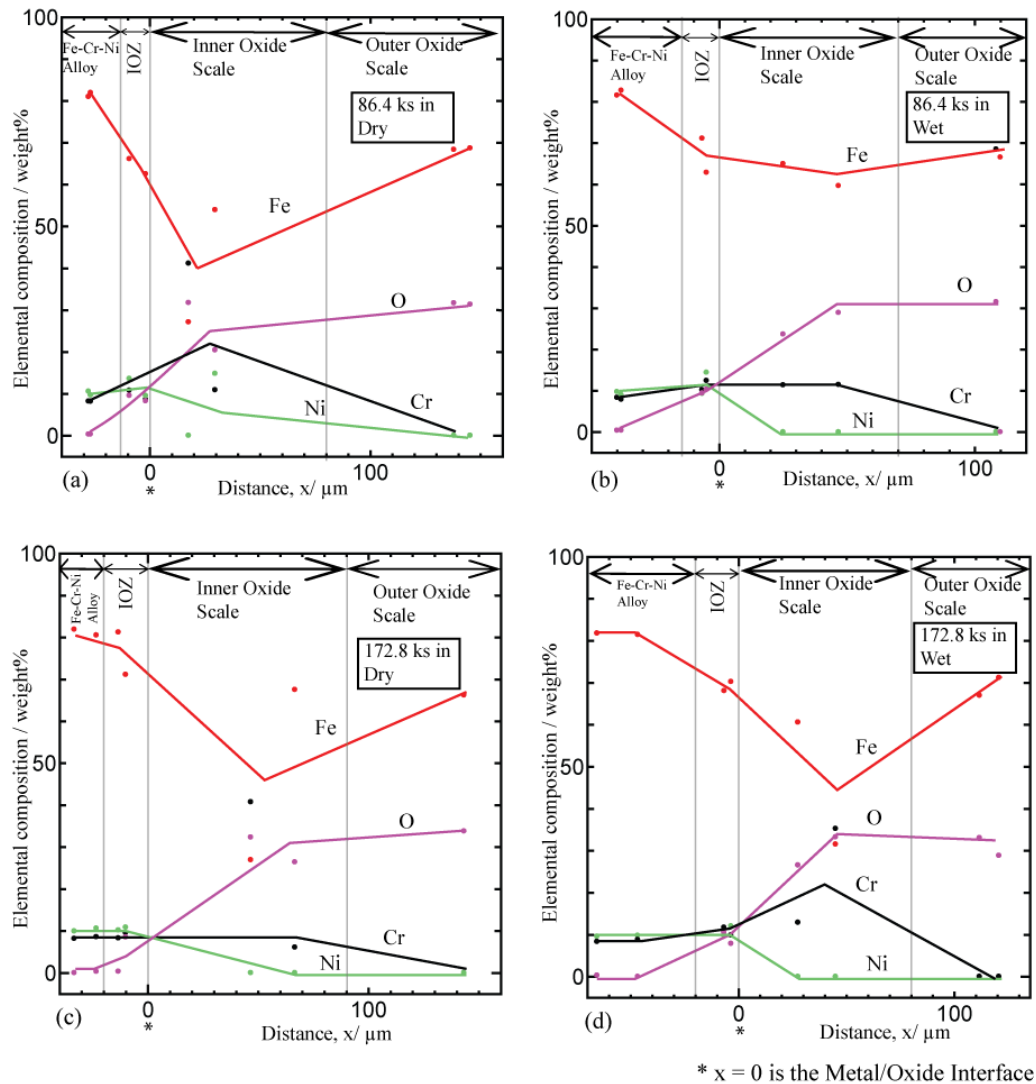 Fe-Cr-Ni
Alloy
IOZ
Inner Oxide
Scale
Outer Oxide
Scale
86.4 ks in
Dry
Fe
O
Cr
Ni
100
50
0
Elemental composition / weight%
0
100
*
(a)
Distance, x/ µm
Fe-Cr-Ni
Alloy
IOZ
Inner Oxide
Scale
Outer Oxide
Scale
86.4 ks in
Wet
Fe
O
Cr
Ni
100
50
0
Elemental composition / weight%
0
100
*
(b)
Distance, x/ µm
Fe-Cr-Ni
Alloy
IOZ
Inner Oxide
Scale
Outer Oxide
Scale
172.8 ks in
Dry
Fe
O
Cr
Ni
100
50
0
Elemental composition / weight%
0
100
*
(c)
Distance, x/ µm
Fe-Cr-Ni
Alloy
IOZ
Inner Oxide
Scale
Outer Oxide
Scale
172.8 ks in
Wet
Fe
O
Cr
Ni
100
50
0
Elemental composition / weight%
0
100
*
(d)
Distance, x/ µm
* x = 0 is the Metal/Oxide Interface